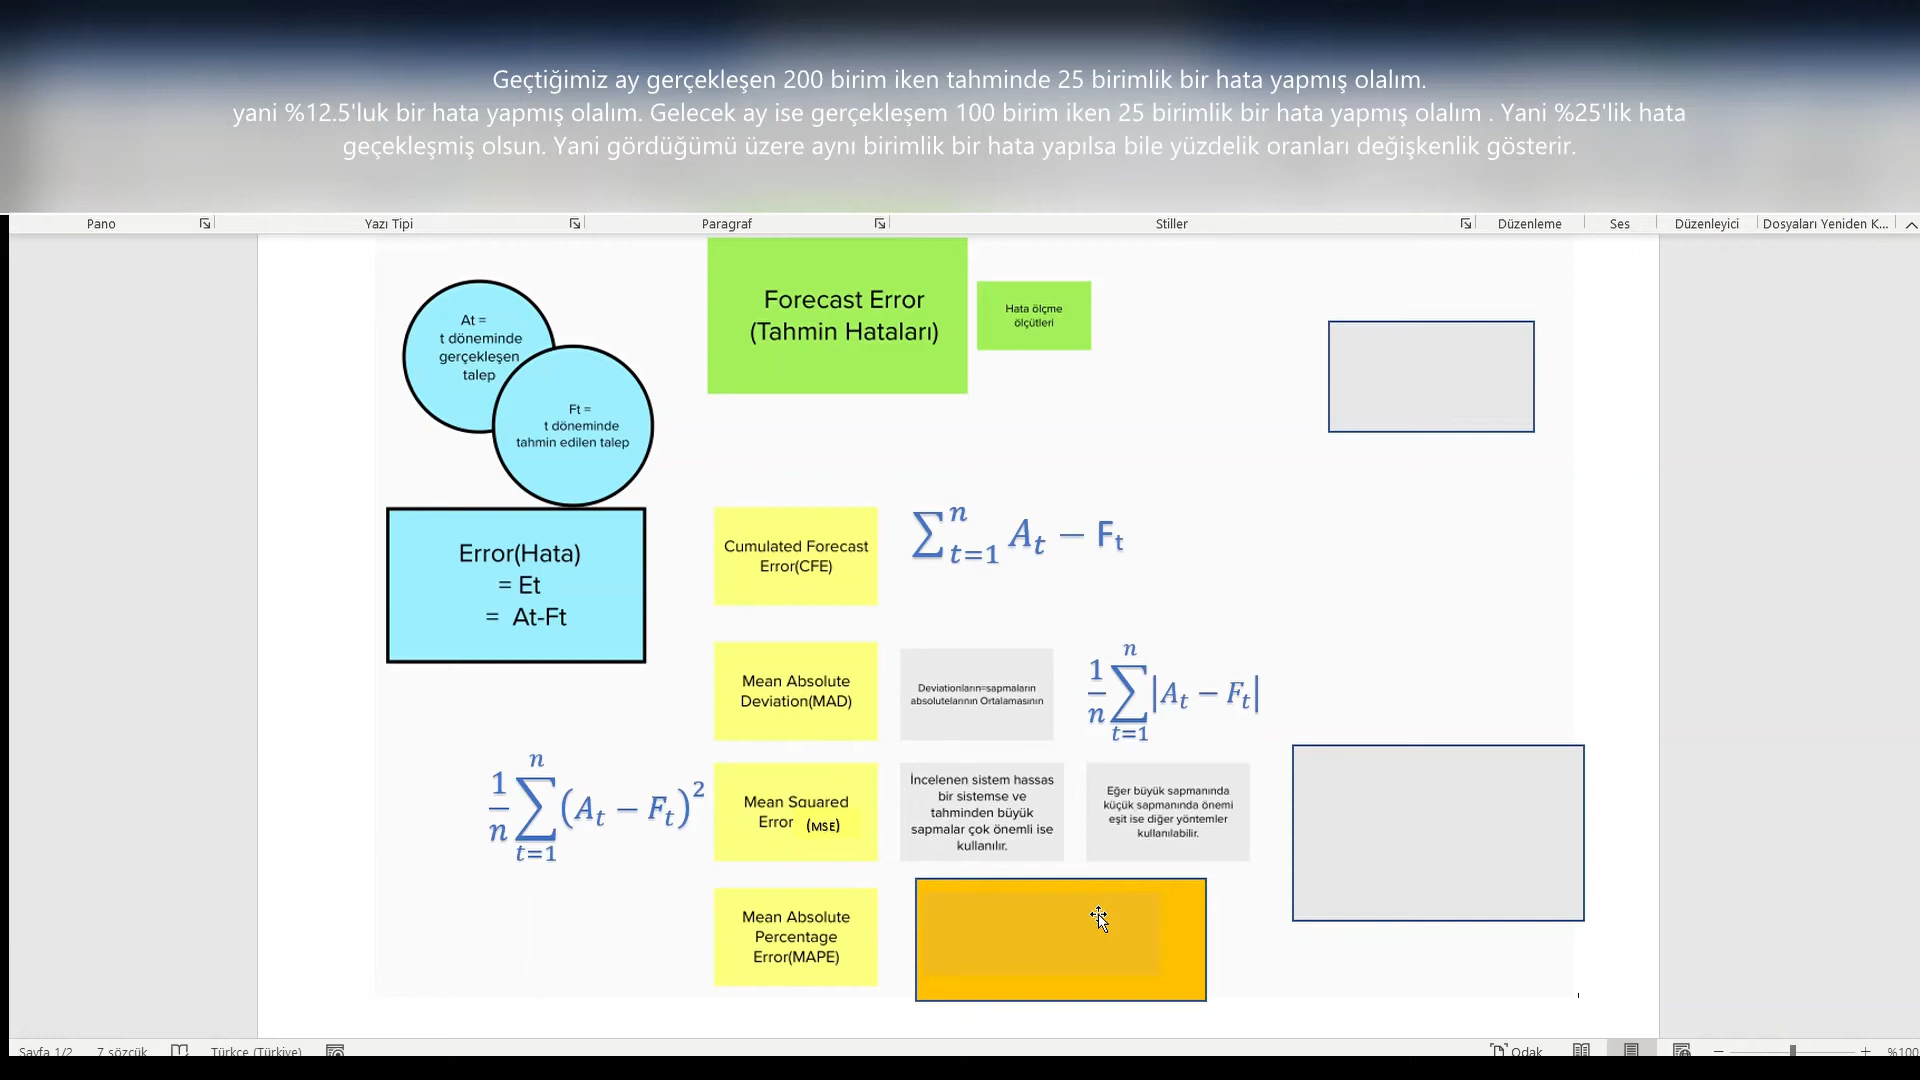 Geçtiğimiz ay gerçekleşen 200 birim iken tahminde 25 birimlik bir hata yapmış olalım.
yani %12.5'luk bir hata yapmış olalım. Gelecek ay ise gerçekleşem 100 birim iken 25 birimlik bir hata yapmış olalım . Yani %25'lik hata
geçekleşmiş olsun. Yani gördüğümü üzere aynı birimlik bir hata yapılsa bile yüzdelik oranları değişkenlik gösterir.
Pano
Yazı Tipi
Paragraf
Stiller
Düzenleme
Ses
Düzenleyici
Dosyaları Yeniden K...
At =
t döneminde
gerçekleşen
talep
Ft =
t döneminde
tahmin edilen talep
Forecast Error
(Tahmin Hataları)
Hata ölçme
ölçütleri
Error(Hata)
= Et
= At-Ft
Cumulated Forecast
Error(CFE)
∑ⁿₜ₌₁ Aₜ − Fₜ
Mean Absolute
Deviation(MAD)
Deviationların=sapmaların
absolutelarının Ortalamasının
1/n ∑ⁿₜ₌₁ |Aₜ − Fₜ|
1/n ∑ⁿₜ₌₁ (Aₜ − Fₜ)²
Mean Squared
Error (MSE)
İncelenen sistem hassas
bir sistemse ve
tahminden büyük
sapmalar çok önemli ise
kullanılır.
Eğer büyük sapmanında
küçük sapmanında önemi
eşit ise diğer yöntemler
kullanılabilir.
Mean Absolute
Percentage
Error(MAPE)
Sayfa 1/2
7 sözcük
Türkçe (Türkiye)
Odak
%100